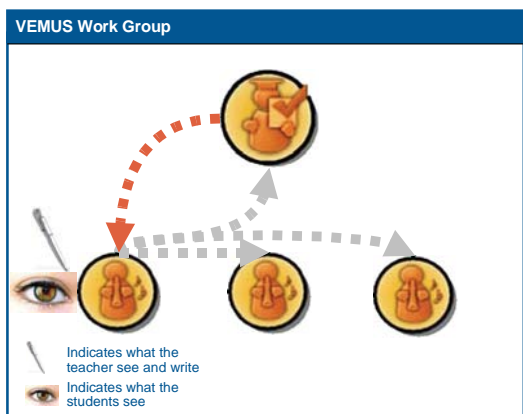 VEMUS Work Group
Indicates what the
teacher see and write
Indicates what the
students see